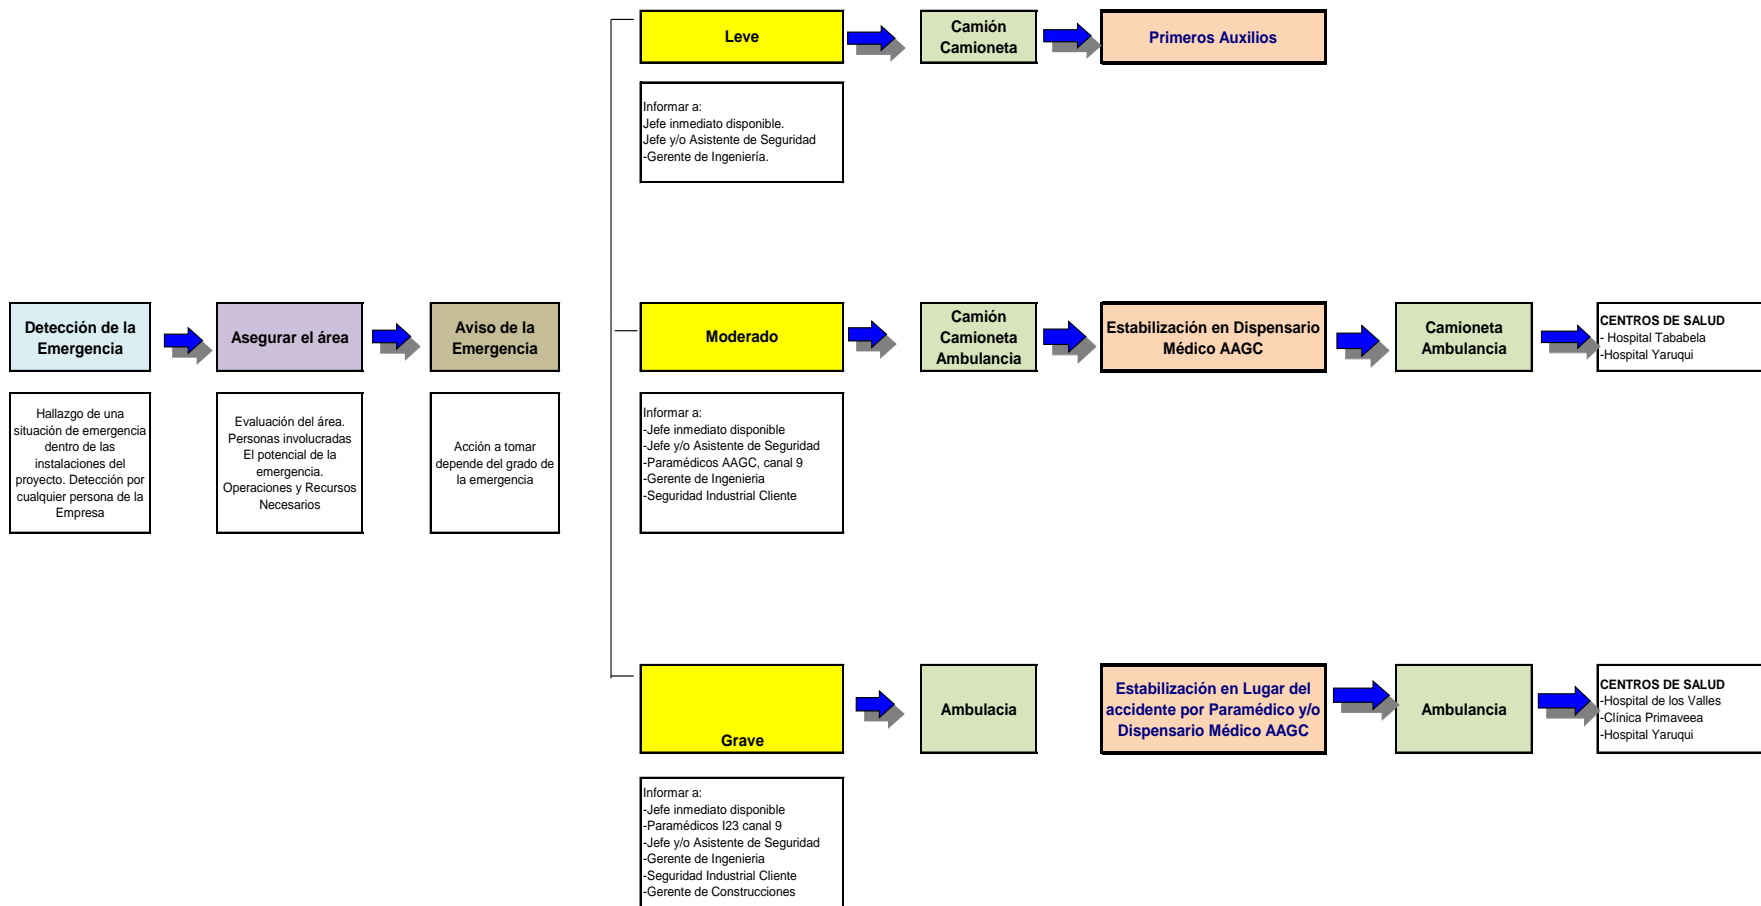 Leve
Camión
Camioneta
Primeros Auxilios
Informar a:
Jefe inmediato disponible.
Jefe y/o Asistente de Seguridad
-Gerente de Ingeniería.
Detección de la
Emergencia
Asegurar el área
Aviso de la
Emergencia
Moderado
Camión
Camioneta
Ambulancia
Estabilización en Dispensario
Médico AAGC
Camioneta
Ambulancia
CENTROS DE SALUD
- Hospital Tababela
-Hospital Yaruqui
Hallazgo de una
situación de emergencia
dentro de las
instalaciones del
proyecto. Detección por
cualquier persona de la
Empresa
Evaluación del área.
Personas involucradas
El potencial de la
emergencia.
Operaciones y Recursos
Necesarios
Acción a tomar
depende del grado de
la emergencia
Informar a:
-Jefe inmediato disponible
-Jefe y/o Asistente de Seguridad
-Paramédicos AAGC, canal 9
-Gerente de Ingenieria
-Seguridad Industrial Cliente
Grave
Ambulacia
Estabilización en Lugar del
accidente por Paramédico y/o
Dispensario Médico AAGC
Ambulancia
CENTROS DE SALUD
-Hospital de los Valles
-Clínica Primaveea
-Hospital Yaruqui
Informar a:
-Jefe inmediato disponible
-Paramédicos I23 canal 9
-Jefe y/o Asistente de Seguridad
-Gerente de Ingenieria
-Seguridad Industrial Cliente
-Gerente de Construcciones